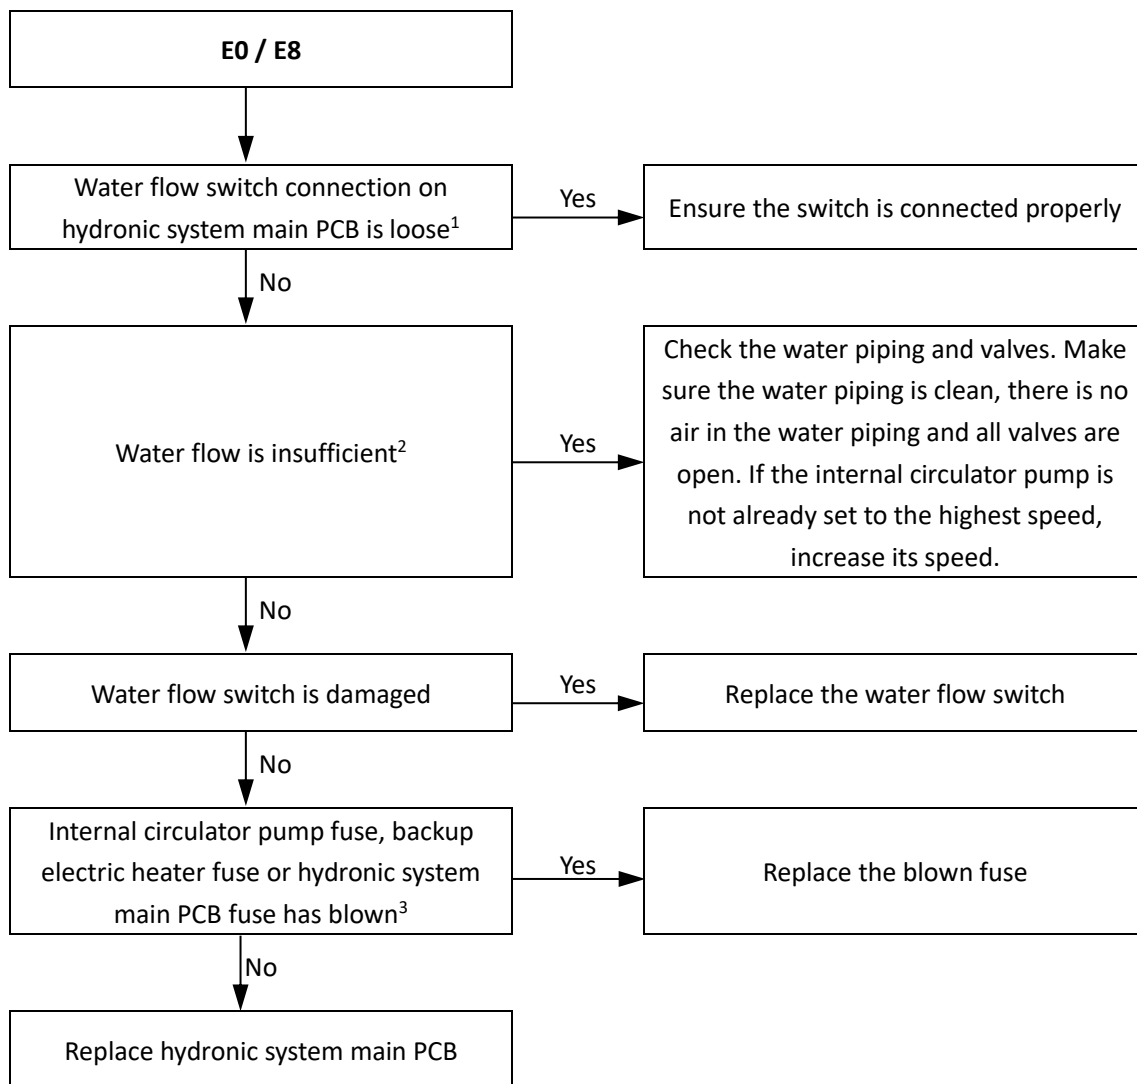 E0 / E8
Water flow switch connection on
hydronic system main PCB is loose¹
Yes
Ensure the switch is connected properly
No
Water flow is insufficient²
Yes
Check the water piping and valves. Make
sure the water piping is clean, there is no
air in the water piping and all valves are
open. If the internal circulator pump is
not already set to the highest speed,
increase its speed.
No
Water flow switch is damaged
Yes
Replace the water flow switch
No
Internal circulator pump fuse, backup
electric heater fuse or hydronic system
main PCB fuse has blown³
Yes
Replace the blown fuse
No
Replace hydronic system main PCB